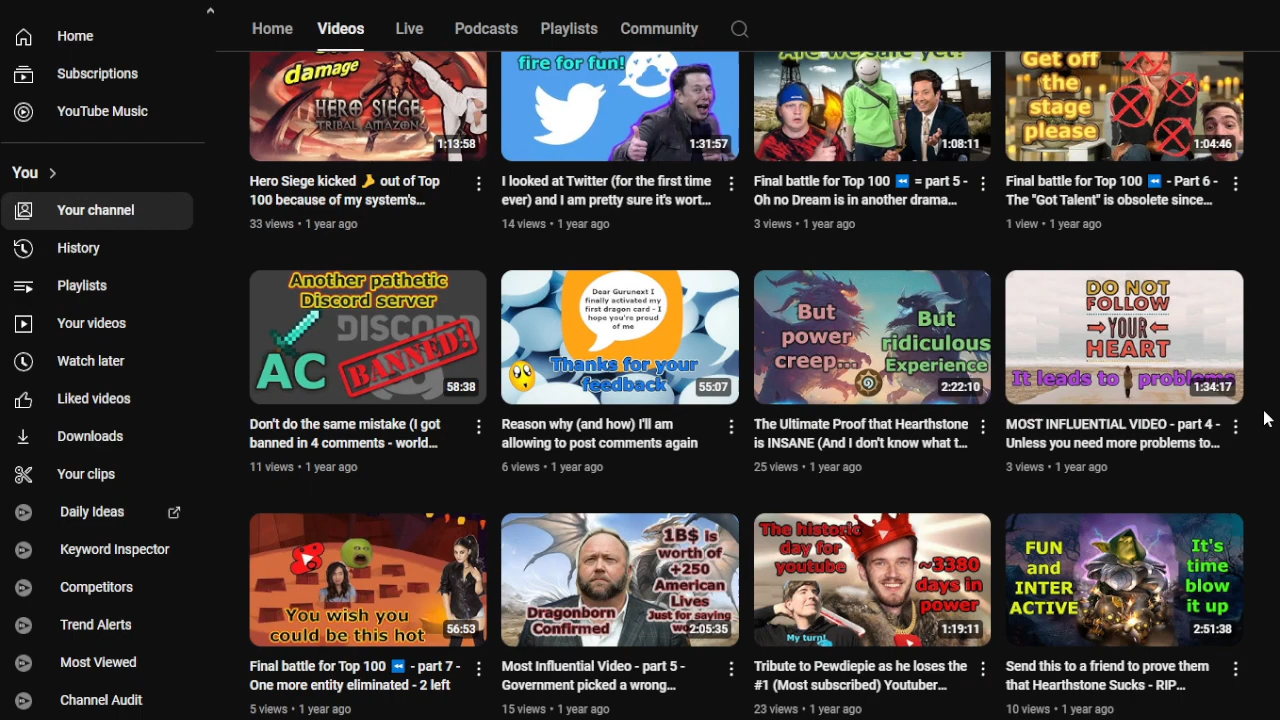 Home
Videos
Live
Podcasts
Playlists
Community
Home
Subscriptions
YouTube Music
You
Your channel
History
Playlists
Your videos
Watch later
Liked videos
Downloads
Your clips
Daily Ideas
Keyword Inspector
Competitors
Trend Alerts
Most Viewed
Channel Audit
damage
HERO SIEGE
TRIBAL AMAZON
1:13:58
Hero Siege kicked 🦶 out of Top
100 because of my system's...
33 views • 1 year ago
fire for fun!
1:31:57
I looked at Twitter (for the first time
ever) and I am pretty sure it's wort...
14 views • 1 year ago
Are we sure yet?
1:08:11
Final battle for Top 100 ⏪ = part 5 -
Oh no Dream is in another drama...
3 views • 1 year ago
Get off
the
stage
please
1:04:46
Final battle for Top 100 ⏪ - Part 6 -
The "Got Talent" is obsolete since...
1 view • 1 year ago
Another pathetic
Discord server
DISCORD
AC
BANNED!
58:38
Don't do the same mistake (I got
banned in 4 comments - world...
11 views • 1 year ago
Dear Gurunext I
finally activated my
first dragon card - I
hope you're proud
of me
Thanks for your
feedback
55:07
Reason why (and how) I'll am
allowing to post comments again
6 views • 1 year ago
But
power
creep...
But
ridiculous
Experience
2:22:10
The Ultimate Proof that Hearthstone
is INSANE (And I don't know what t...
25 views • 1 year ago
DO NOT
FOLLOW
YOUR
HEART
It leads to problems
1:34:17
MOST INFLUENTIAL VIDEO - part 4 -
Unless you need more problems to...
3 views • 1 year ago
You wish you
could be this hot
56:53
Final battle for Top 100 ⏪ - part 7 -
One more entity eliminated - 2 left
5 views • 1 year ago
1B$ is
worth of
+250
American
Lives
Just for saying
Dragonborn
Confirmed
2:05:35
Most Influential Video - part 5 -
Government picked a wrong...
15 views • 1 year ago
The historic
day for
youtube
~3380
days in
power
My turn!
1:19:11
Tribute to Pewdiepie as he loses the
#1 (Most subscribed) Youtuber...
23 views • 1 year ago
FUN
and
INTER
ACTIVE
It's
time
blow
it up
2:51:38
Send this to a friend to prove them
that Hearthstone Sucks - RIP...
10 views • 1 year ago